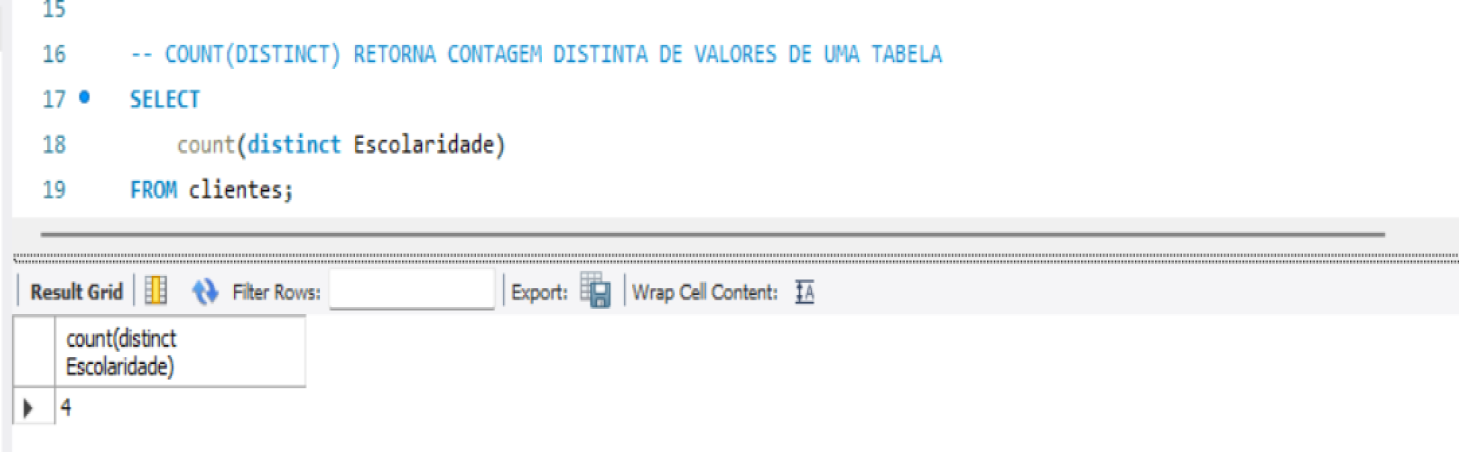 15
16 -- COUNT(DISTINCT) RETORNA CONTAGEM DISTINTA DE VALORES DE UMA TABELA
17 SELECT
18 count(distinct Escolaridade)
19 FROM clientes;
Result Grid Filter Rows: Export: Wrap Cell Content: IA
count(distinct
Escolaridade)
4